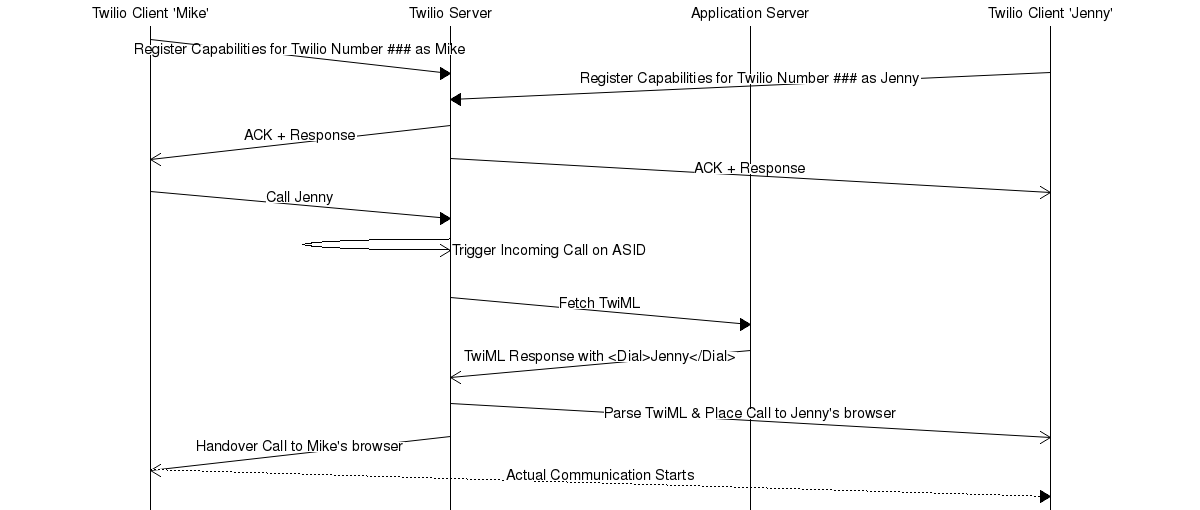 Twilio Client 'Mike'
Twilio Server
Application Server
Twilio Client 'Jenny'
Register Capabilities for Twilio Number ### as Mike
Register Capabilities for Twilio Number ### as Jenny
ACK + Response
ACK + Response
Call Jenny
Trigger Incoming Call on ASID
Fetch TwiML
TwiML Response with <Dial>Jenny</Dial>
Parse TwiML & Place Call to Jenny's browser
Handover Call to Mike's browser
Actual Communication Starts